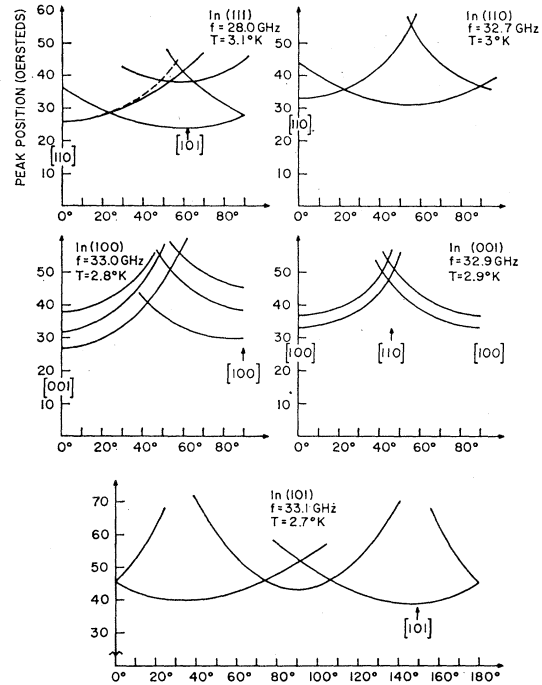 PEAK POSITION (OERSTEDS)
60
50
40
30
20
10
[110]
In (111)
f = 28.0 GHz
T = 3.1°K
[101]
0° 20° 40° 60° 80°
50
40
30
20
10
[110]
In (110)
f = 32.7 GHz
T = 3°K
0° 20° 40° 60° 80°
50
40
30
20
10
[001]
In (100)
f = 33.0 GHz
T = 2.8°K
[100]
0° 20° 40° 60° 80°
50
40
30
20
10
[100]
In (001)
f = 32.9 GHz
T = 2.9°K
[110]
[100]
0° 20° 40° 60° 80°
70
60
50
40
30
In (101)
f = 33.1 GHz
T = 2.7°K
[101]
0° 20° 40° 60° 80° 100° 120° 140° 160° 180°